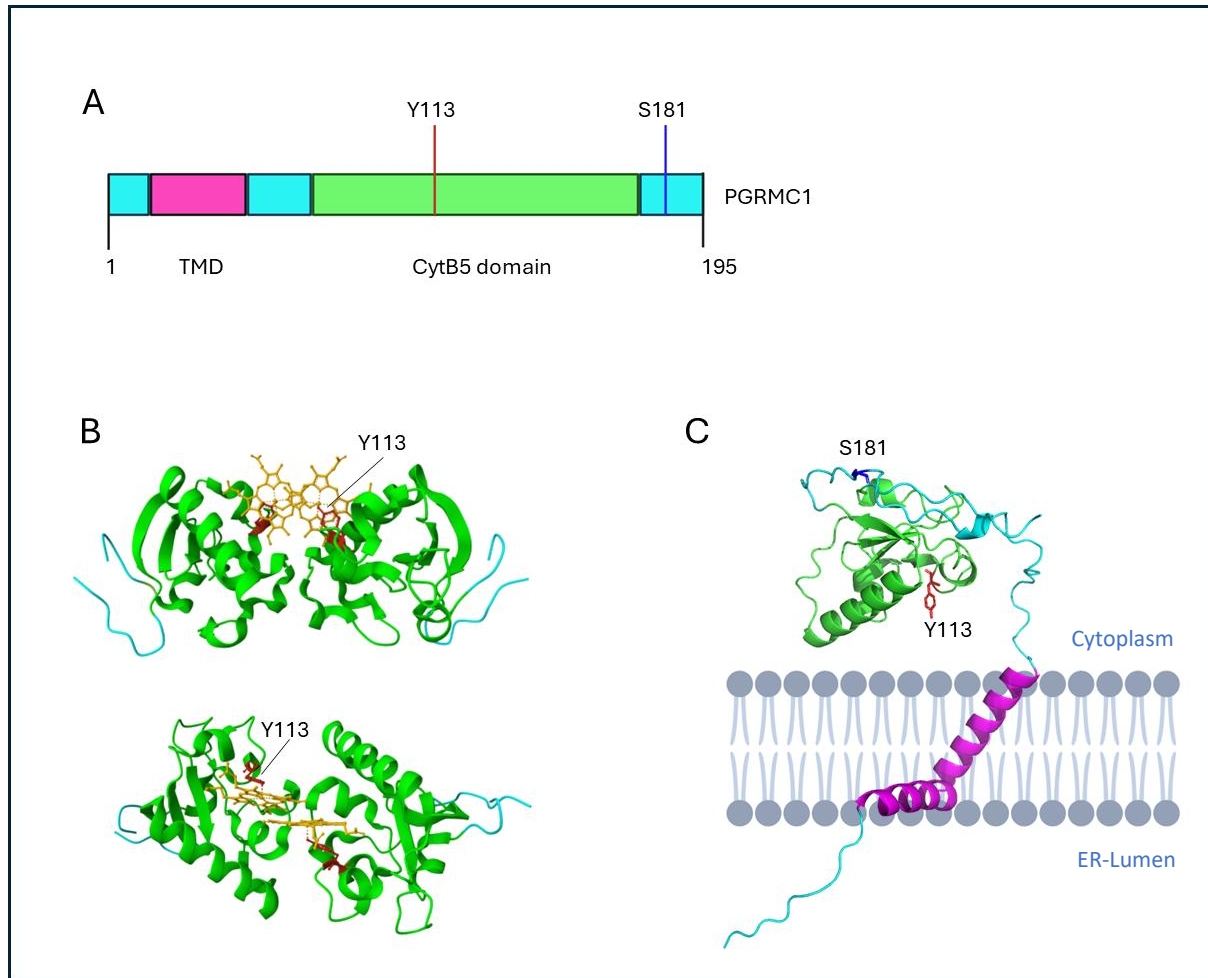 A
Y113
S181
PGRMC1
1
TMD
CytB5 domain
195
B
Y113
Y113
C
S181
Y113
Cytoplasm
ER-Lumen